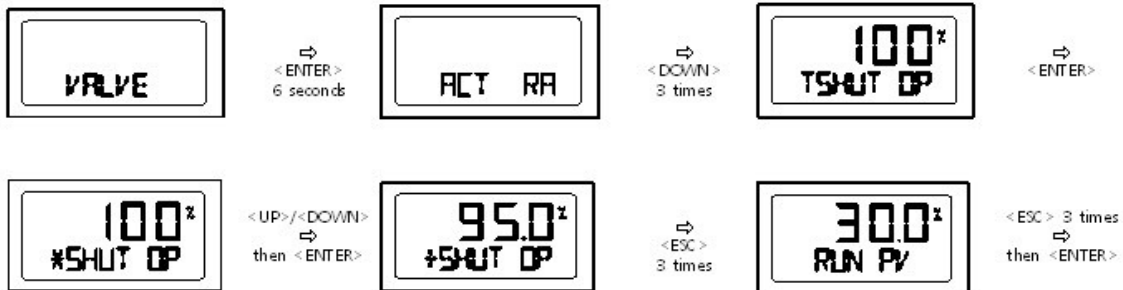 VALVE
⇨
<ENTER>
6 seconds
ACT RA
⇨
<DOWN>
3 times
100%
TSHUT OP
⇨
<ENTER>
100%
*SHUT OP
<UP>/<DOWN>
⇨
then <ENTER>
95.0%
+SHUT OP
⇨
<ESC>
3 times
30.0%
RUN PV
<ESC> 3 times
⇨
then <ENTER>